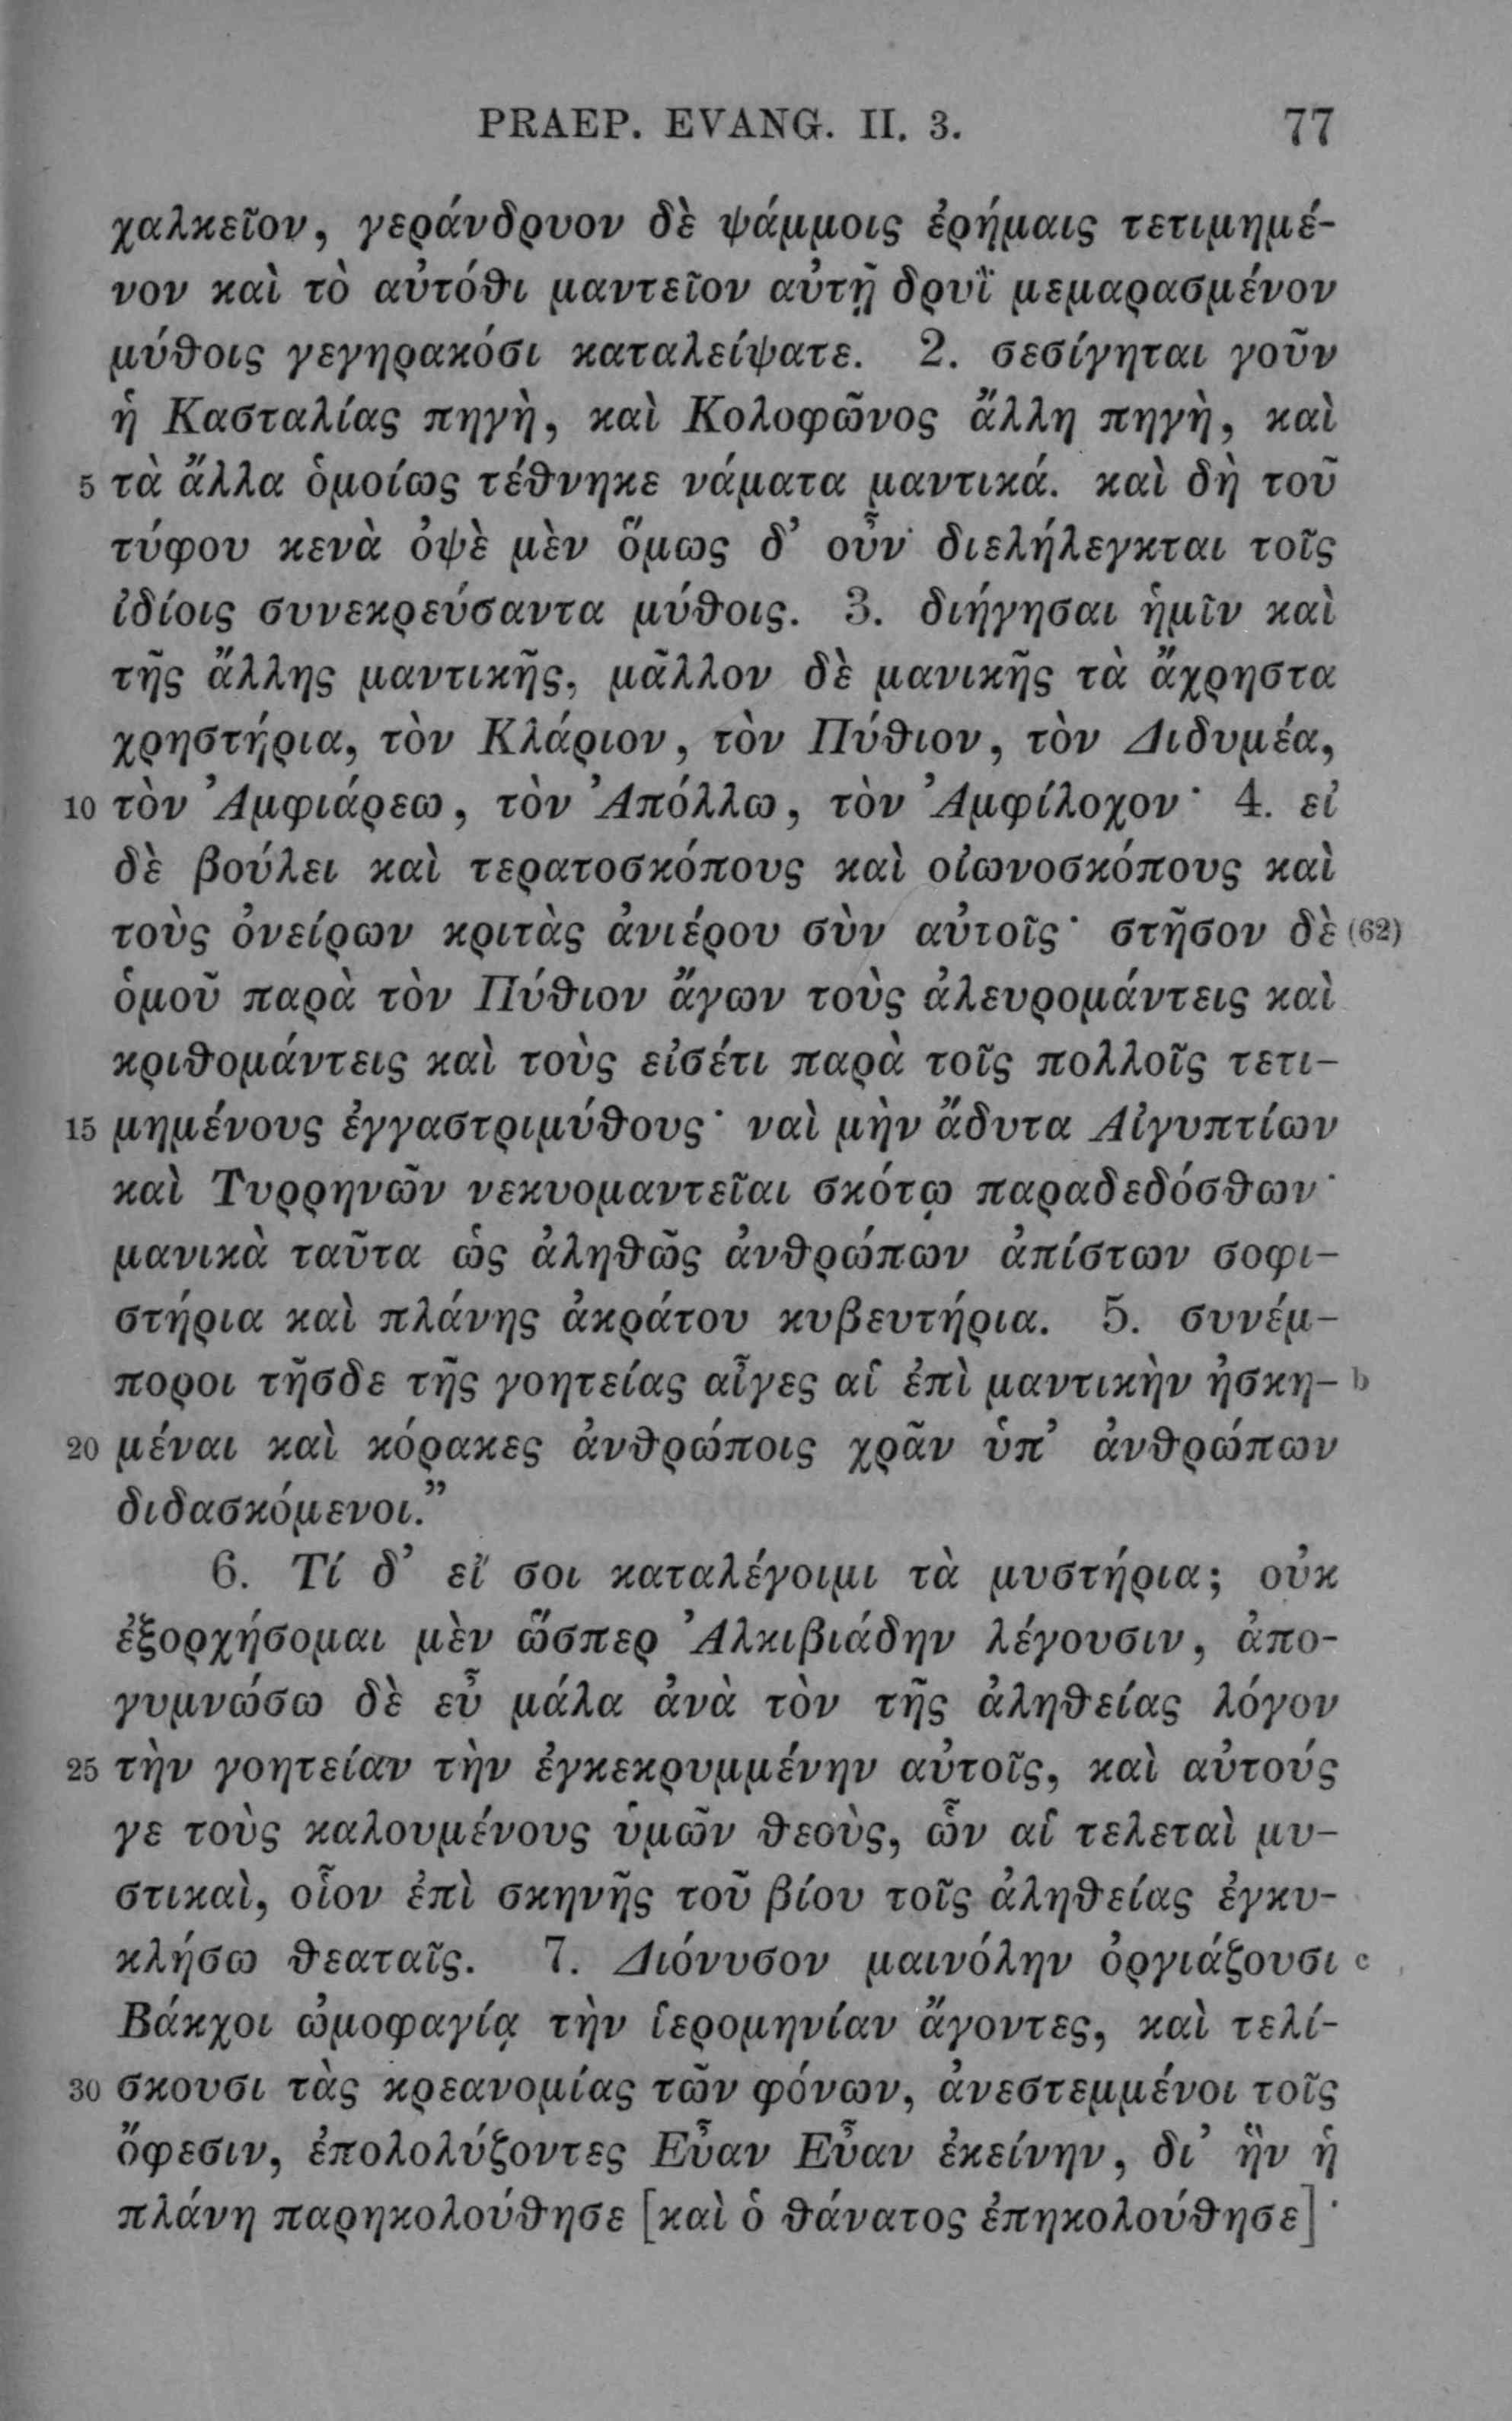 PRAEP. EVANG. II. 3. 77
χαλκεῖον, γεράνδρυον δὲ ψάμμοις ἐρήμαις τετιμημέ-
νον καὶ τὸ αὐτόθι μαντεῖον αὐτῇ δρυῒ μεμαρασμένον
μύθοις γεγηρακόσι καταλείψατε. 2. σεσίγηται γοῦν
ἡ Κασταλίας πηγὴ, καὶ Κολοφῶνος ἄλλη πηγὴ, καὶ
5 τὰ ἄλλα ὁμοίως τέθνηκε νάματα μαντικά. καὶ δὴ τοῦ
τύφου κενὰ ὀψὲ μὲν ὅμως δ’ οὖν διελήλεγκται τοῖς
ἰδίοις συνεκρεύσαντα μύθοις. 3. διήγησαι ἡμῖν καὶ
τῆς ἄλλης μαντικῆς, μᾶλλον δὲ μανικῆς τὰ ἄχρηστα
χρηστήρια, τὸν Κλάριον, τὸν Πύθιον, τὸν Διδυμέα,
10 τὸν Ἀμφιάρεω, τὸν Ἀπόλλω, τὸν Ἀμφίλοχον· 4. εἰ
δὲ βούλει καὶ τερατοσκόπους καὶ οἰωνοσκόπους καὶ
τοὺς ὀνείρων κριτὰς ἀνιέρου σὺν αὐτοῖς· στῆσον δὲ (62)
ὁμοῦ παρὰ τὸν Πύθιον ἄγων τοὺς ἀλευρομάντεις καὶ
κριθομάντεις καὶ τοὺς εἰσέτι παρὰ τοῖς πολλοῖς τετι-
15 μημένους ἐγγαστριμύθους· ναὶ μὴν ἄδυτα Αἰγυπτίων
καὶ Τυρρηνῶν νεκυομαντεῖαι σκότῳ παραδεδόσθων·
μανικὰ ταῦτα ὡς ἀληθῶς ἀνθρώπων ἀπίστων σοφι-
στήρια καὶ πλάνης ἀκράτου κυβευτήρια. 5. συνέμ-
ποροι τῆσδε τῆς γοητείας αἶγες αἱ ἐπὶ μαντικὴν ἠσκη- b
20 μέναι καὶ κόρακες ἀνθρώποις χρᾶν ὑπ’ ἀνθρώπων
διδασκόμενοι.”
6. Τί δ’ εἴ σοι καταλέγοιμι τὰ μυστήρια; οὐκ
ἐξορχήσομαι μὲν ὥσπερ Ἀλκιβιάδην λέγουσιν, ἀπο-
γυμνώσω δὲ εὖ μάλα ἀνὰ τὸν τῆς ἀληθείας λόγον
25 τὴν γοητείαν τὴν ἐγκεκρυμμένην αὐτοῖς, καὶ αὐτούς
γε τοὺς καλουμένους ὑμῶν θεοὺς, ὧν αἱ τελεταὶ μυ-
στικαὶ, οἷον ἐπὶ σκηνῆς τοῦ βίου τοῖς ἀληθείας ἐγκυ-
κλήσω θεαταῖς. 7. Διόνυσον μαινόλην ὀργιάζουσι c
Βάκχοι ὠμοφαγίᾳ τὴν ἱερομηνίαν ἄγοντες, καὶ τελί-
30 σκουσι τὰς κρεανομίας τῶν φόνων, ἀνεστεμμένοι τοῖς
ὄφεσιν, ἐπολολύζοντες Εὖαν Εὖαν ἐκείνην, δι’ ἣν ἡ
πλάνη παρηκολούθησε [καὶ ὁ θάνατος ἐπηκολούθησε]·